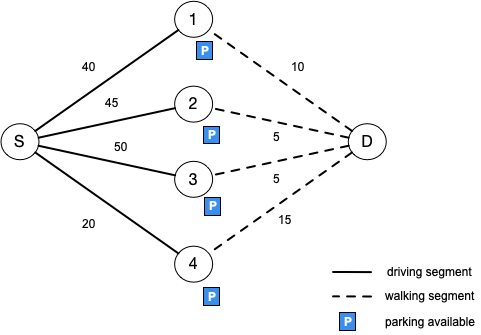 1
P
40
10
45
2
P
S
50
5
D
3
5
P
20
15
4
P
driving segment
walking segment
P parking available